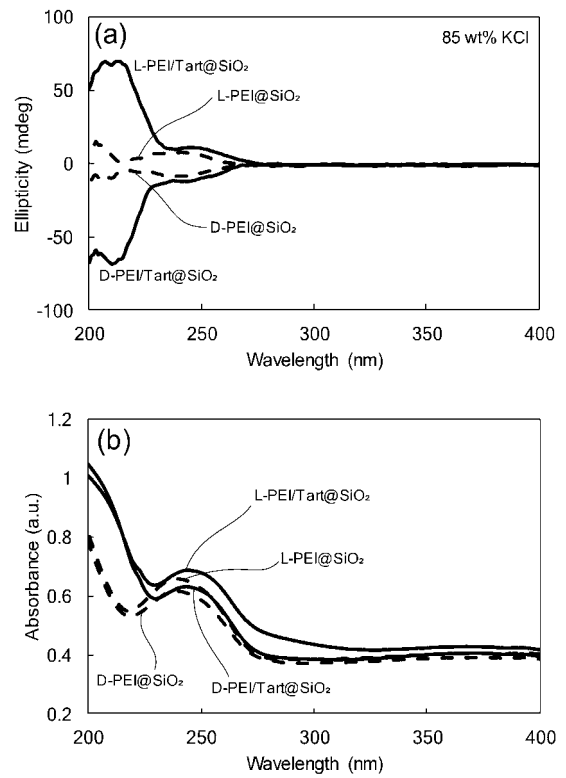 (a)
85 wt% KCl
100
50
0
-50
-100
Ellipticity (mdeg)
L-PEI/Tart@SiO₂
L-PEI@SiO₂
D-PEI@SiO₂
D-PEI/Tart@SiO₂
200 250 300 350 400
Wavelength (nm)
(b)
1.2
1
0.8
0.6
0.4
0.2
Absorbance (a.u.)
L-PEI/Tart@SiO₂
L-PEI@SiO₂
D-PEI@SiO₂
D-PEI/Tart@SiO₂
200 250 300 350 400
Wavelength (nm)